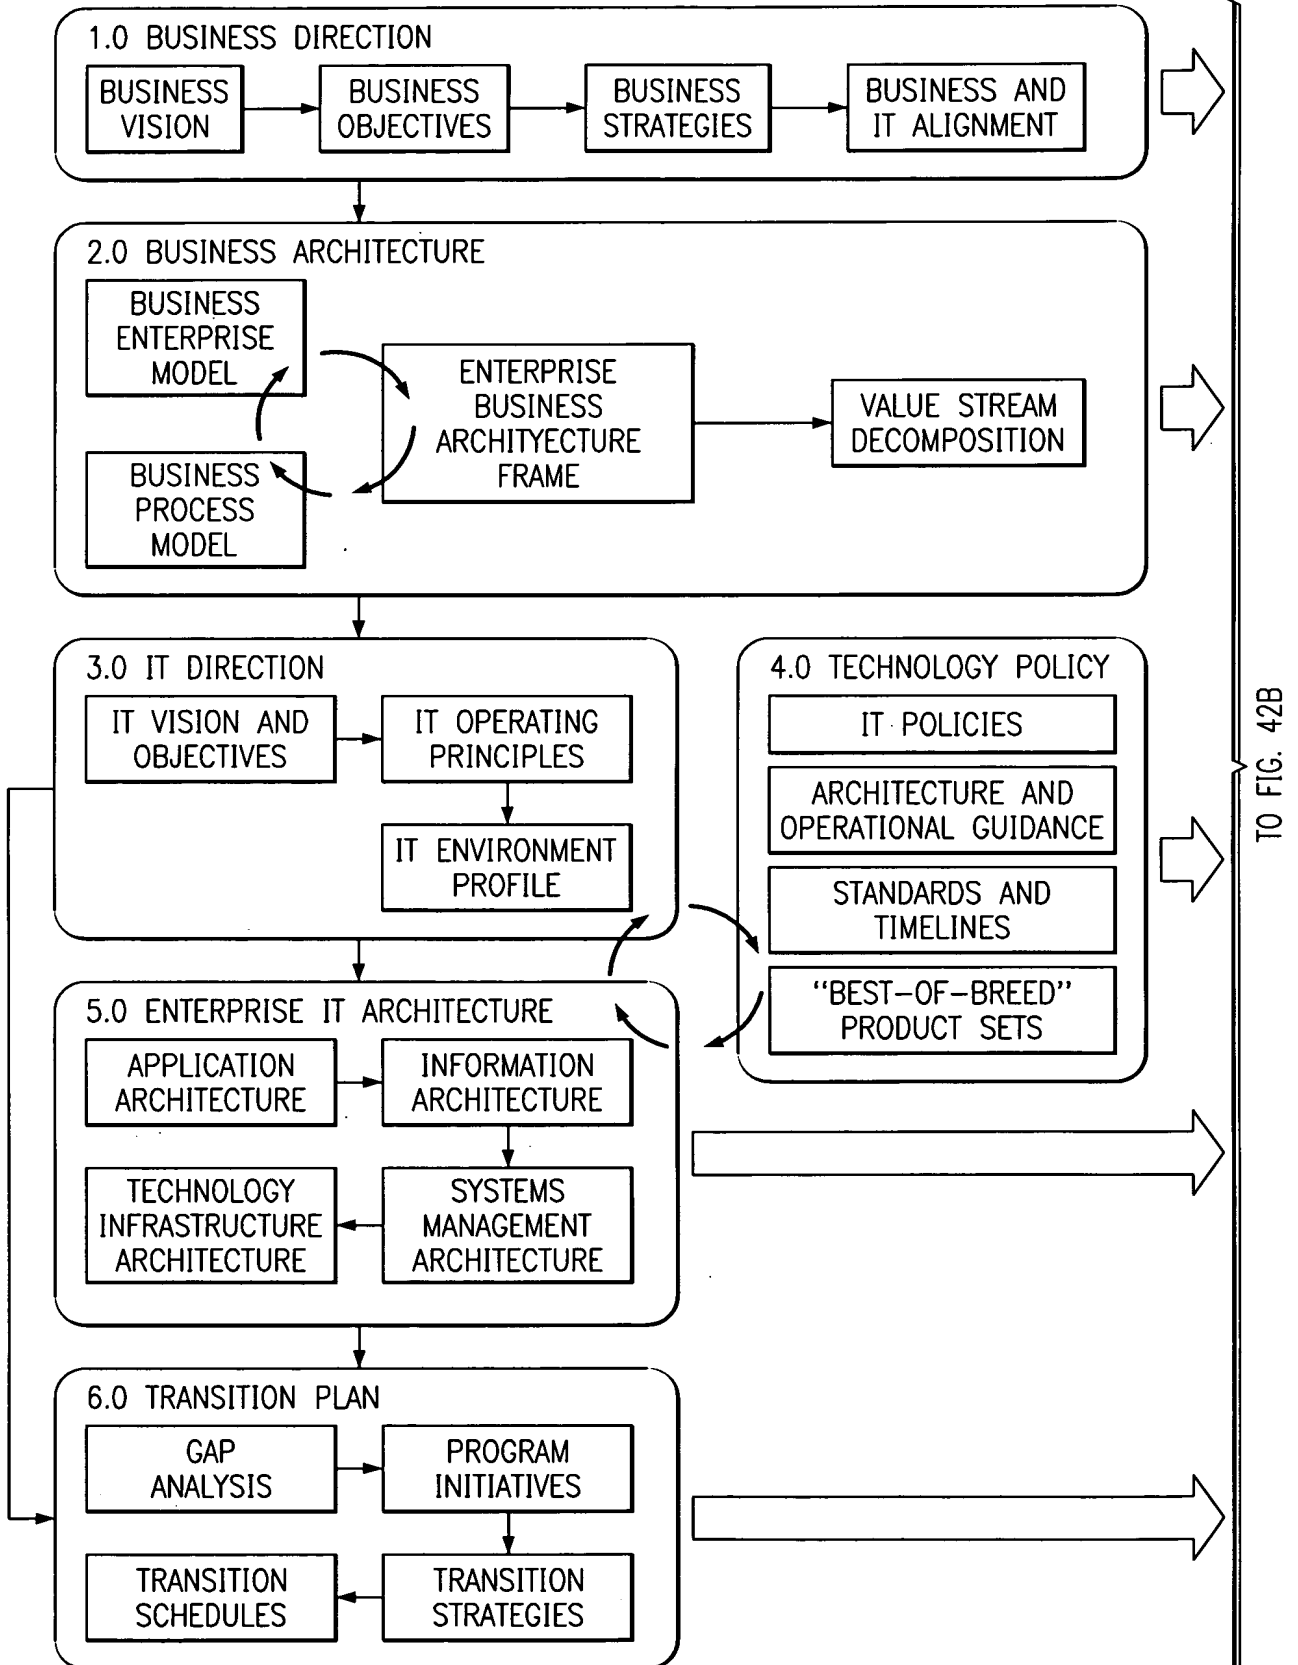 1.0 BUSINESS DIRECTION
BUSINESS
VISION
BUSINESS
OBJECTIVES
BUSINESS
STRATEGIES
BUSINESS AND
IT ALIGNMENT
2.0 BUSINESS ARCHITECTURE
BUSINESS
ENTERPRISE
MODEL
BUSINESS
PROCESS
MODEL
ENTERPRISE
BUSINESS
ARCHITYECTURE
FRAME
VALUE STREAM
DECOMPOSITION
3.0 IT DIRECTION
IT VISION AND
OBJECTIVES
IT OPERATING
PRINCIPLES
IT ENVIRONMENT
PROFILE
4.0 TECHNOLOGY POLICY
IT POLICIES
ARCHITECTURE AND
OPERATIONAL GUIDANCE
STANDARDS AND
TIMELINES
"BEST-OF-BREED"
PRODUCT SETS
5.0 ENTERPRISE IT ARCHITECTURE
APPLICATION
ARCHITECTURE
INFORMATION
ARCHITECTURE
TECHNOLOGY
INFRASTRUCTURE
ARCHITECTURE
SYSTEMS
MANAGEMENT
ARCHITECTURE
6.0 TRANSITION PLAN
GAP
ANALYSIS
PROGRAM
INITIATIVES
TRANSITION
SCHEDULES
TRANSITION
STRATEGIES
TO FIG. 42B